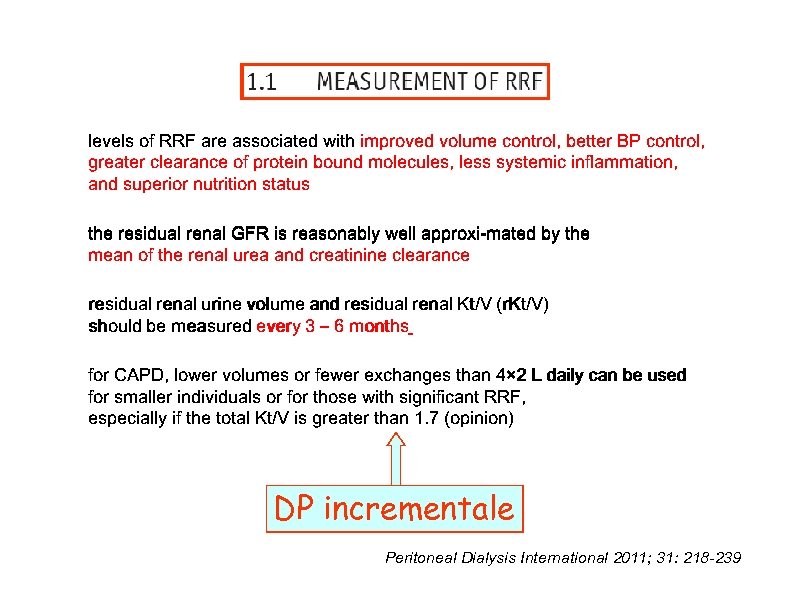 1.1 MEASUREMENT OF RRF
levels of RRF are associated with improved volume control, better BP control,
greater clearance of protein bound molecules, less systemic inflammation,
and superior nutrition status
the residual renal GFR is reasonably well approxi-mated by the
mean of the renal urea and creatinine clearance
residual renal urine volume and residual renal Kt/V (rKt/V)
should be measured every 3 – 6 months
for CAPD, lower volumes or fewer exchanges than 4×2 L daily can be used
for smaller individuals or for those with significant RRF,
especially if the total Kt/V is greater than 1.7 (opinion)
DP incrementale
Peritoneal Dialysis International 2011; 31: 218-239